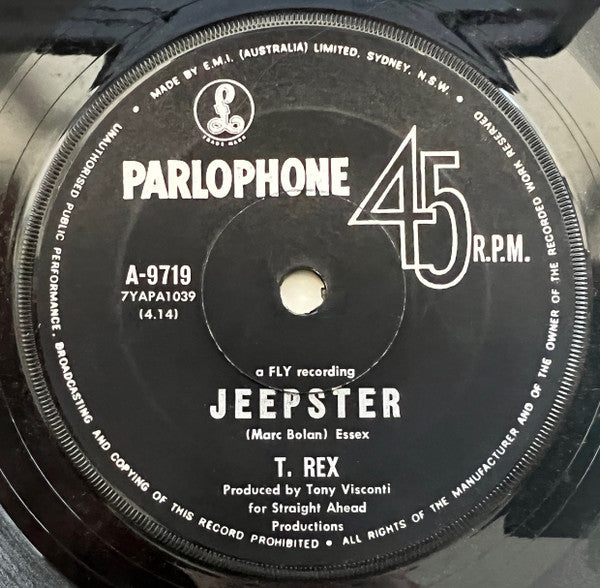 MADE BY E.M.I. (AUSTRALIA) LIMITED, SYDNEY, N.S.W. •
ALL RIGHTS OF THE MANUFACTURER AND OF THE OWNER OF THE RECORDED WORK RESERVED
UNAUTHORISED PUBLIC PERFORMANCE, BROADCASTING AND COPYING OF THIS RECORD PROHIBITED •
£
TRADE MARK
PARLOPHONE
45
R.P.M.
A-9719
7YAPA1039
(4.14)
a FLY recording
JEEPSTER
(Marc Bolan) Essex
T. REX
Produced by Tony Visconti
for Straight Ahead
Productions